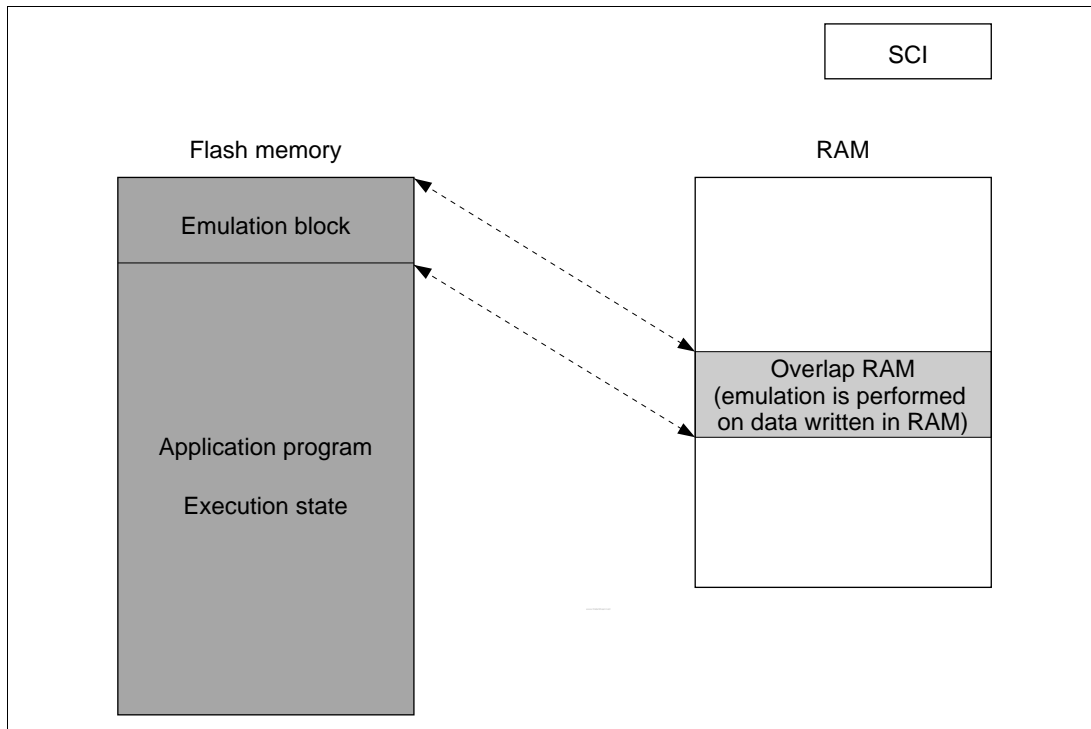 SCI
Flash memory
RAM
Emulation block
Overlap RAM
(emulation is performed
on data written in RAM)
Application program
Execution state